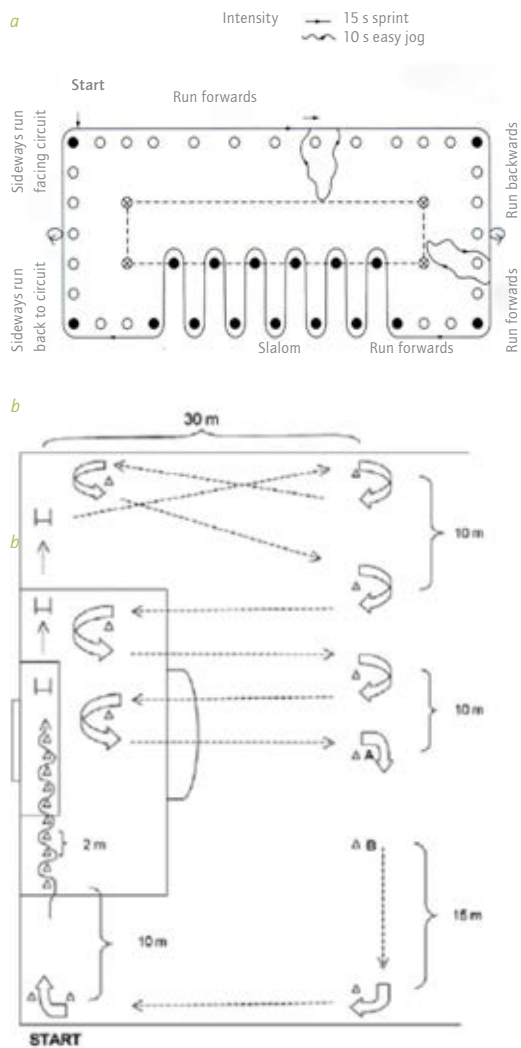 a
Intensity
15 s sprint
10 s easy jog
Start
Run forwards
Sideways run
facing circuit
Run backwards
Sideways run
back to circuit
Slalom
Run forwards
Run forwards
b
30 m
10 m
b
10 m
A
2 m
B
10 m
15 m
START